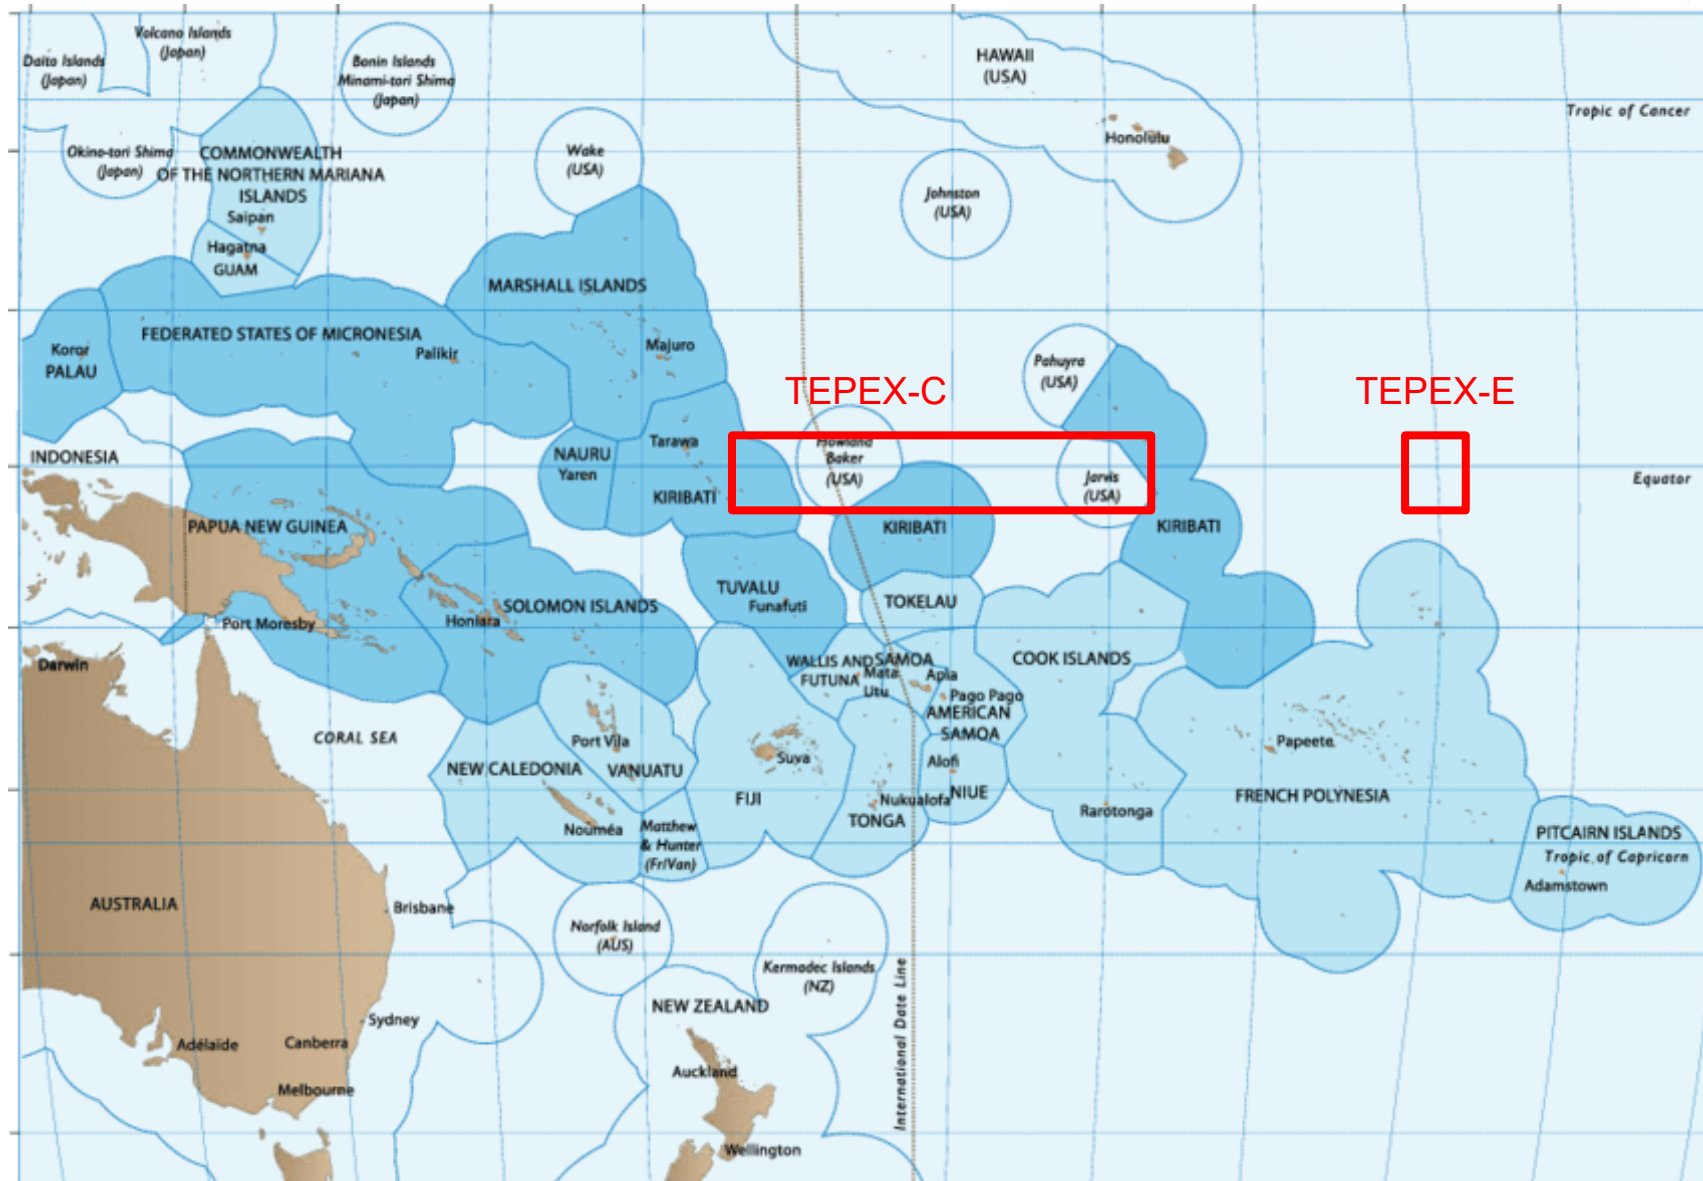 Volcano Islands
(Japan)
Daito Islands
(Japan)
Bonin Islands
Minami-tori Shima
(Japan)
HAWAII
(USA)
Tropic of Cancer
Honolulu
Okino-tori Shima
(Japan)
COMMONWEALTH
OF THE NORTHERN MARIANA
ISLANDS
Saipan
Wake
(USA)
Johnston
(USA)
Hagatna
GUAM
MARSHALL ISLANDS
FEDERATED STATES OF MICRONESIA
Palikir
Majuro
Koror
PALAU
Pahuyra
(USA)
TEPEX-C
TEPEX-E
INDONESIA
NAURU
Yaren
Tarawa
KIRIBATI
Howland
Baker
(USA)
Jarvis
(USA)
Equator
PAPUA NEW GUINEA
KIRIBATI
KIRIBATI
TUVALU
Funafuti
TOKELAU
SOLOMON ISLANDS
Honiara
Port Moresby
Darwin
WALLIS AND
FUTUNA
Mata
Utu
SAMOA
Apia
Pago Pago
AMERICAN
SAMOA
COOK ISLANDS
CORAL SEA
Port Vila
VANUATU
NEW CALEDONIA
Nouméa
Suva
FIJI
Alofi
NIUE
Nukualofa
TONGA
Rarotonga
Papeete
FRENCH POLYNESIA
Matthew
& Hunter
(Fr/Van)
PITCAIRN ISLANDS
Tropic of Capricorn
Adamstown
AUSTRALIA
Brisbane
Norfolk Island
(AUS)
Kermadec Islands
(NZ)
International Date Line
NEW ZEALAND
Sydney
Adélaide
Canberra
Melbourne
Auckland
Wellington